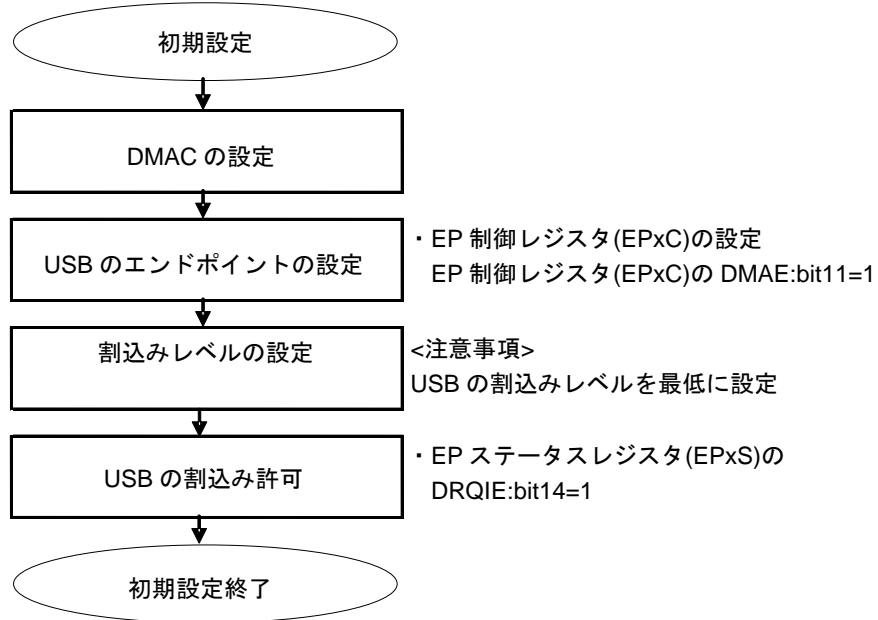 初期設定
DMAC の設定
USB のエンドポイントの設定
・EP 制御レジスタ(EPxC)の設定
EP 制御レジスタ(EPxC)の DMAE:bit11=1
割込みレベルの設定
<注意事項>
USB の割込みレベルを最低に設定
USB の割込み許可
・EP ステータスレジスタ(EPxS)の
DRQIE:bit14=1
初期設定終了